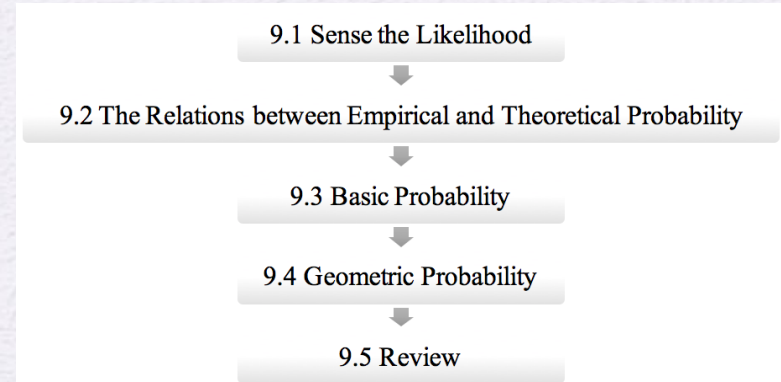 9.1 Sense the Likelihood
9.2 The Relations between Empirical and Theoretical Probability
9.3 Basic Probability
9.4 Geometric Probability
9.5 Review